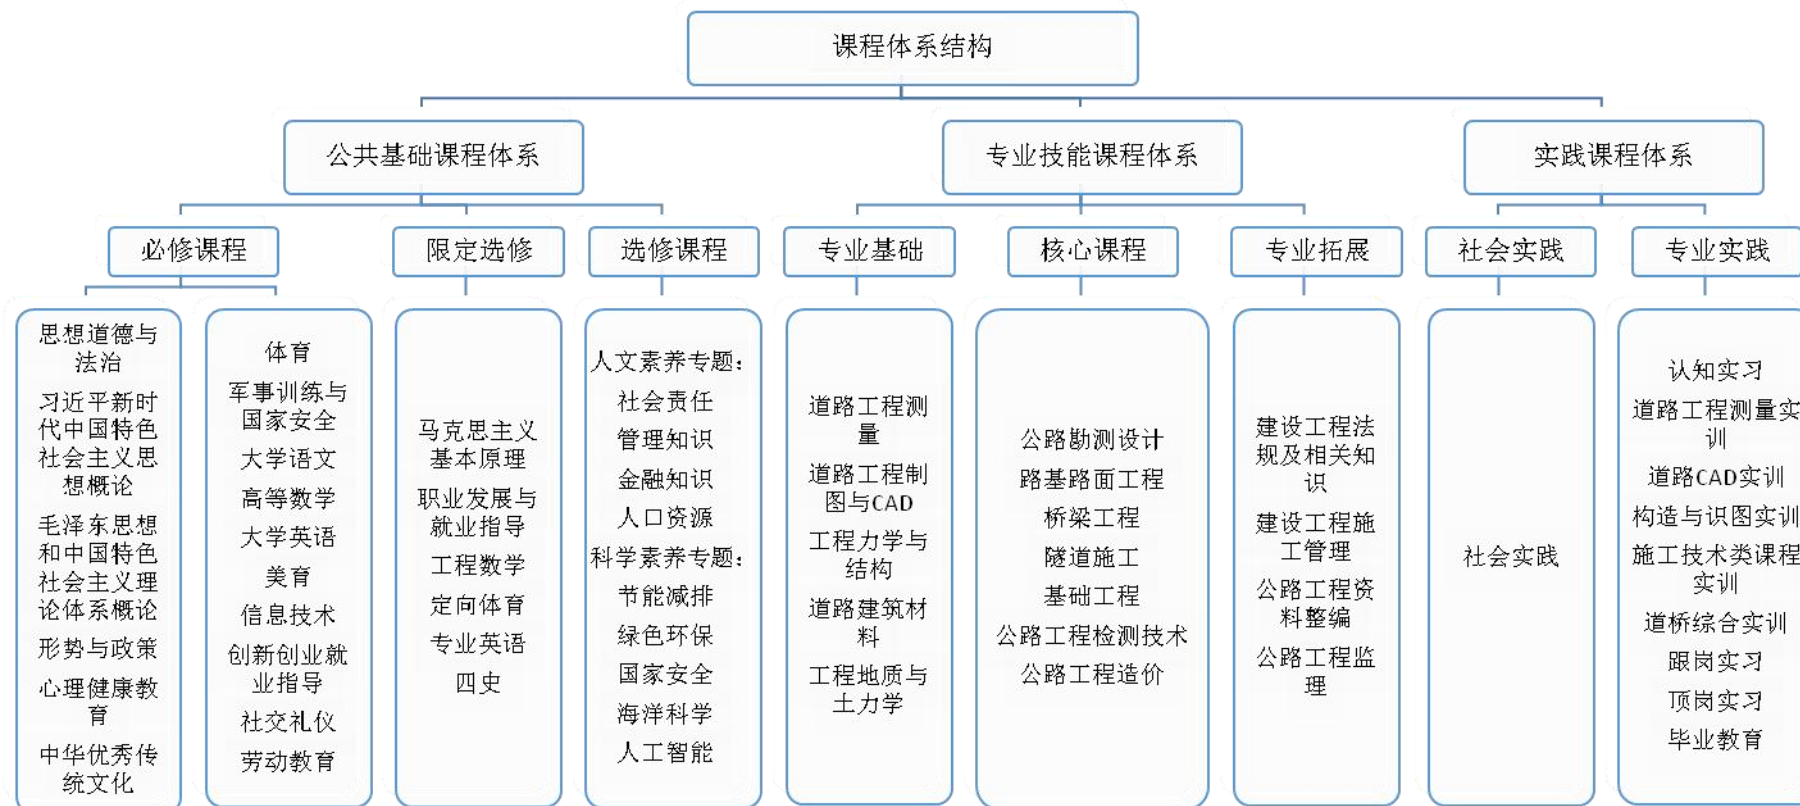 课程体系结构
公共基础课程体系
专业技能课程体系
实践课程体系
必修课程
限定选修
选修课程
专业基础
核心课程
专业拓展
社会实践
专业实践
思想道德与
法治
习近平新时
代中国特色
社会主义思
想概论
毛泽东思想
和中国特色
社会主义理
论体系概论
形势与政策
心理健康教
育
中华优秀传
统文化
体育
军事训练与
国家安全
大学语文
高等数学
大学英语
美育
信息技术
创新创业就
业指导
社交礼仪
劳动教育
马克思主义
基本原理
职业发展与
就业指导
工程数学
定向体育
专业英语
四史
人文素养专题：
社会责任
管理知识
金融知识
人口资源
科学素养专题：
节能减排
绿色环保
国家安全
海洋科学
人工智能
道路工程测
量
道路工程制
图与CAD
工程力学与
结构
道路建筑材
料
工程地质与
土力学
公路勘测设计
路基路面工程
桥梁工程
隧道施工
基础工程
公路工程检测技术
公路工程造价
建设工程法
规及相关知
识
建设工程施
工管理
公路工程资
料整编
公路工程监
理
社会实践
认知实习
道路工程测量实
训
道路CAD实训
构造与识图实训
施工技术类课程
实训
道桥综合实训
跟岗实习
顶岗实习
毕业教育